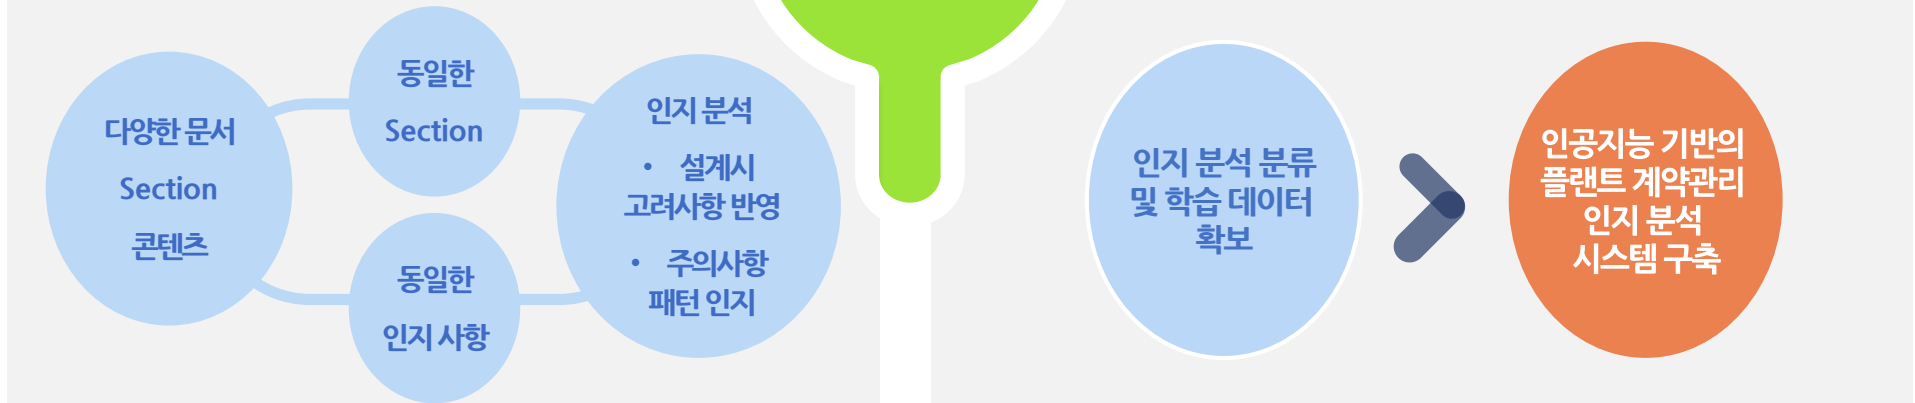 다양한 문서
Section
콘텐츠
동일한
Section
동일한
인지 사항
인지 분석
• 설계시
고려사항 반영
• 주의사항
패턴 인지
인지 분석 분류
및 학습 데이터
확보
인공지능 기반의
플랜트 계약관리
인지 분석
시스템 구축